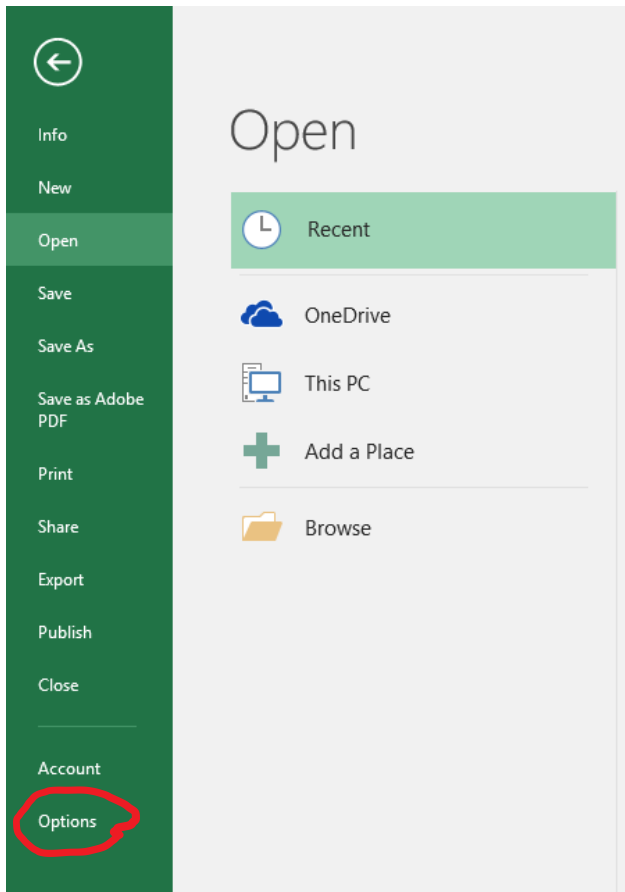 Info
New
Open
Save
Save As
Save as Adobe
PDF
Print
Share
Export
Publish
Close
Account
Options
Open
Recent
OneDrive
This PC
Add a Place
Browse